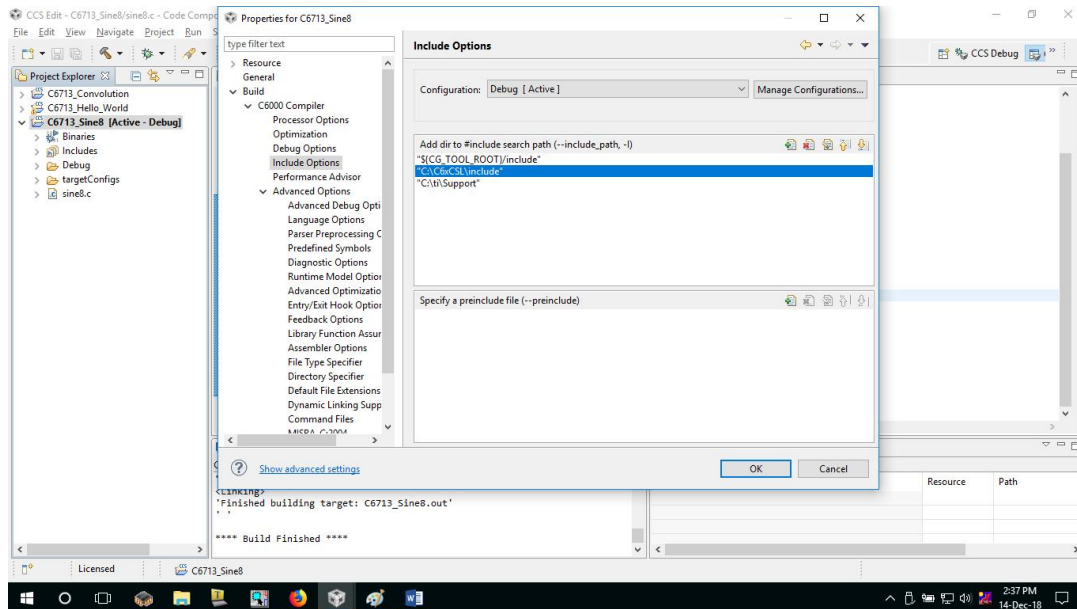 CCS Edit - C6713_Sine8/sine8.c - Code Compo
File Edit View Navigate Project Run S
CCS Debug
Project Explorer
C6713_Convolution
C6713_Hello_World
C6713_Sine8 [Active - Debug]
Binaries
Includes
Debug
targetConfigs
sine8.c
Properties for C6713_Sine8
type filter text
Resource
General
Build
C6000 Compiler
Processor Options
Optimization
Debug Options
Include Options
Performance Advisor
Advanced Options
Advanced Debug Opti
Language Options
Parser Preprocessing C
Predefined Symbols
Diagnostic Options
Runtime Model Option
Advanced Optimizatio
Entry/Exit Hook Option
Feedback Options
Library Function Assur
Assembler Options
File Type Specifier
Directory Specifier
Default File Extensions
Dynamic Linking Supp
Command Files
MISRA-C:2004
Include Options
Configuration: Debug [ Active ]
Manage Configurations...
Add dir to #include search path (--include_path, -I)
"${CG_TOOL_ROOT}/include"
"C:\C6xCSL\include"
"C:\ti\Support"
Specify a preinclude file (--preinclude)
Show advanced settings
OK
Cancel
<Linking>
'Finished building target: C6713_Sine8.out'
' '
**** Build Finished ****
Resource
Path
Licensed
C6713_Sine8
2:37 PM
14-Dec-18